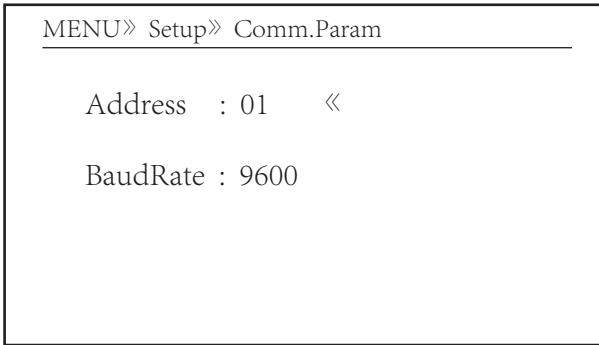 MENU» Setup» Comm.Param
Address : 01 «
BaudRate : 9600